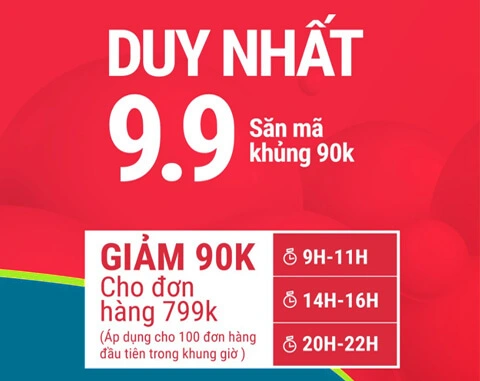 DUY NHẤT
9.9
Săn mã
khủng 90k
GIẢM 90K
Cho đơn
hàng 799k
(Áp dụng cho 100 đơn hàng
đầu tiên trong khung giờ )
9H-11H
14H-16H
20H-22H